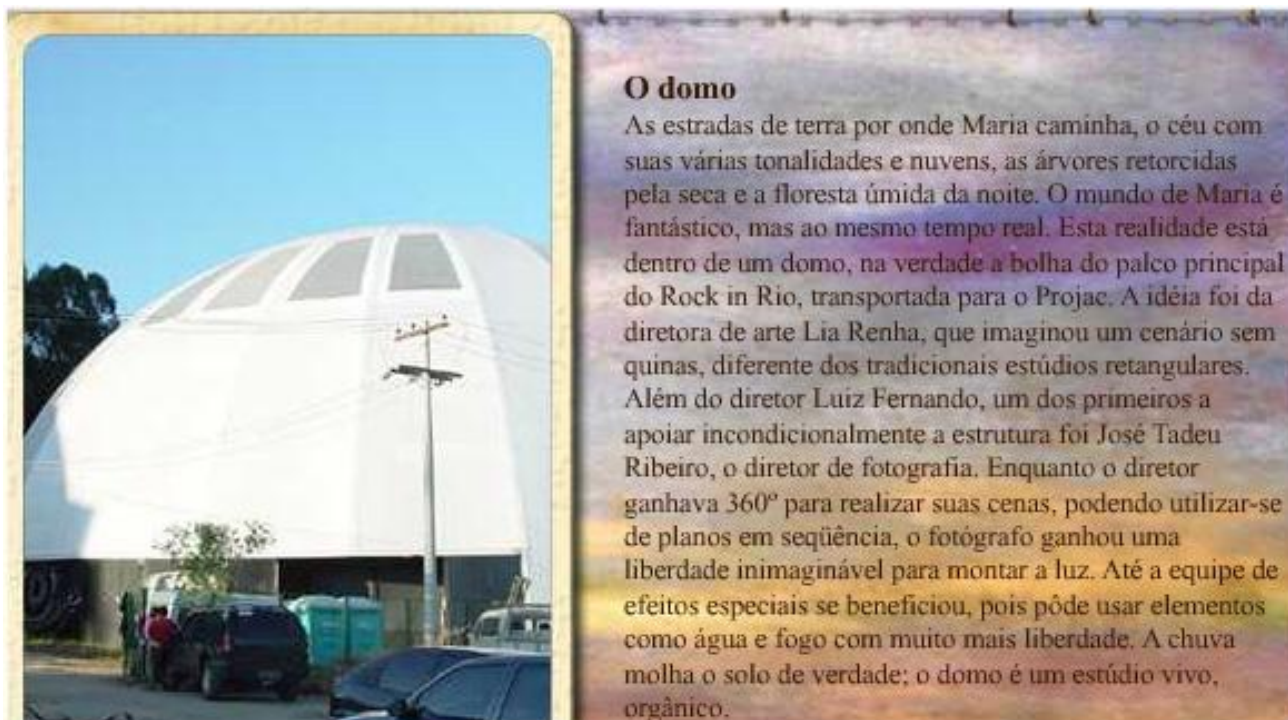 O domo
As estradas de terra por onde Maria caminha, o céu com
suas várias tonalidades e nuvens, as árvores retorcidas
pela seca e a floresta úmida da noite. O mundo de Maria é
fantástico, mas ao mesmo tempo real. Esta realidade está
dentro de um domo, na verdade a bolha do palco principal
do Rock in Rio, transportada para o Projac. A idéia foi da
diretora de arte Lia Renha, que imaginou um cenário sem
quinas, diferente dos tradicionais estúdios retangulares.
Além do diretor Luiz Fernando, um dos primeiros a
apoiar incondicionalmente a estrutura foi José Tadeu
Ribeiro, o diretor de fotografia. Enquanto o diretor
ganhava 360º para realizar suas cenas, podendo utilizar-se
de planos em seqüência, o fotógrafo ganhou uma
liberdade inimaginável para montar a luz. Até a equipe de
efeitos especiais se beneficiou, pois pôde usar elementos
como água e fogo com muito mais liberdade. A chuva
molha o solo de verdade; o domo é um estúdio vivo,
orgânico.